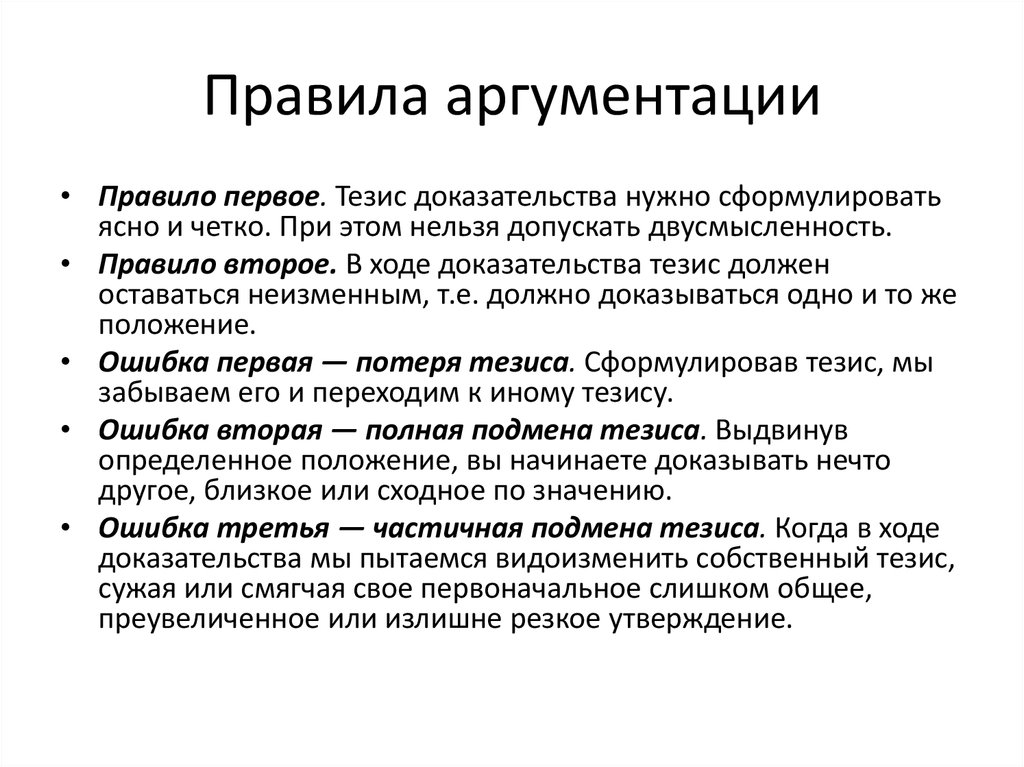 Правила аргументации
• Правило первое. Тезис доказательства нужно сформулировать
ясно и четко. При этом нельзя допускать двусмысленность.
• Правило второе. В ходе доказательства тезис должен
оставаться неизменным, т.е. должно доказываться одно и то же
положение.
• Ошибка первая — потеря тезиса. Сформулировав тезис, мы
забываем его и переходим к иному тезису.
• Ошибка вторая — полная подмена тезиса. Выдвинув
определенное положение, вы начинаете доказывать нечто
другое, близкое или сходное по значению.
• Ошибка третья — частичная подмена тезиса. Когда в ходе
доказательства мы пытаемся видоизменить собственный тезис,
сужая или смягчая свое первоначальное слишком общее,
преувеличенное или излишне резкое утверждение.